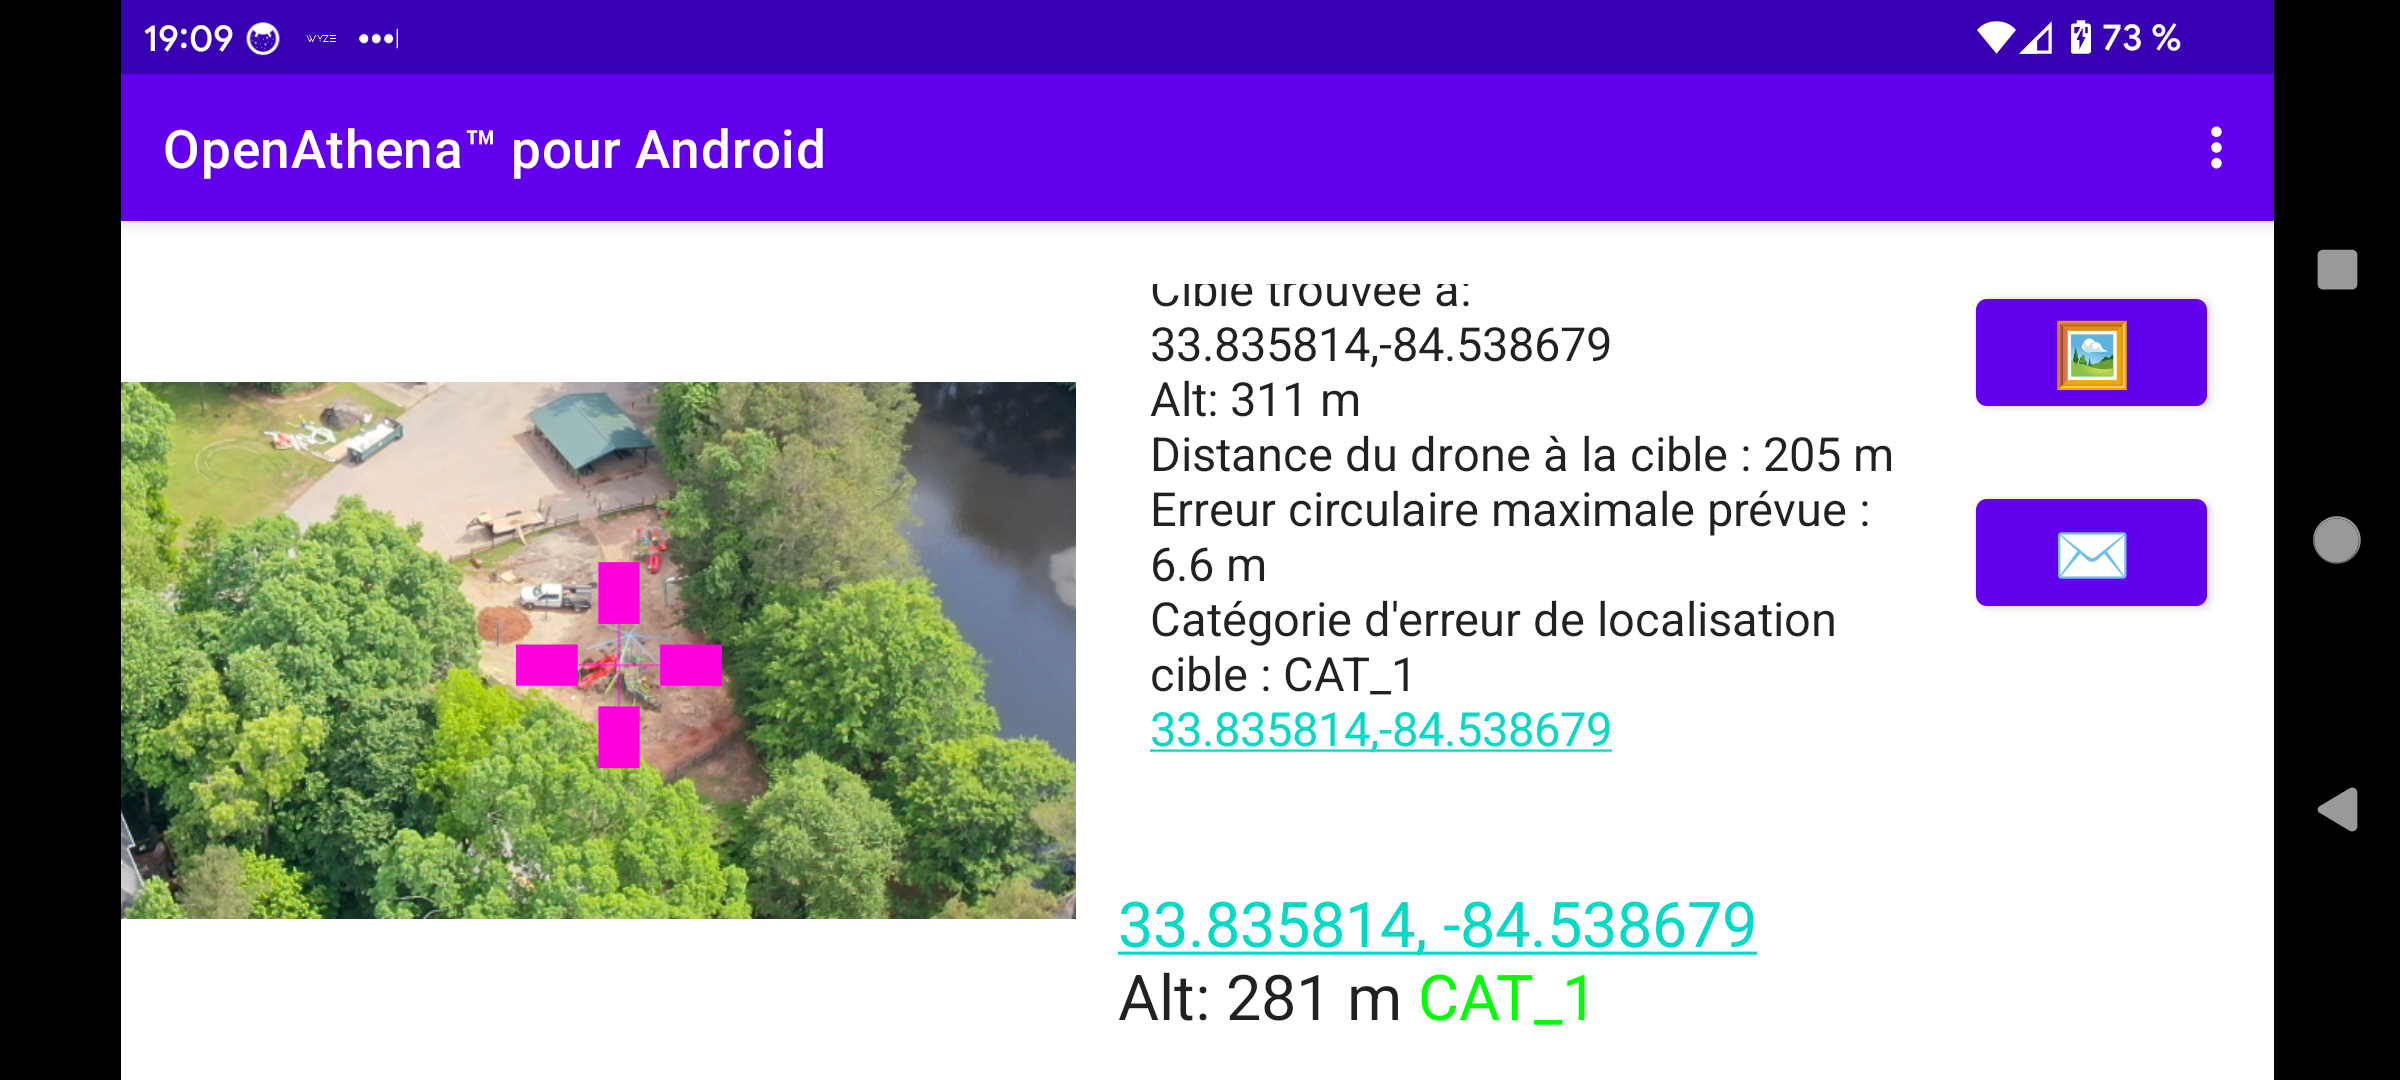 19:09 WYZE 73 %
OpenAthena™ pour Android
Cible trouvée à:
33.835814,-84.538679
Alt: 311 m
Distance du drone à la cible : 205 m
Erreur circulaire maximale prévue :
6.6 m
Catégorie d'erreur de localisation
cible : CAT_1
33.835814,-84.538679
33.835814, -84.538679
Alt: 281 m CAT_1